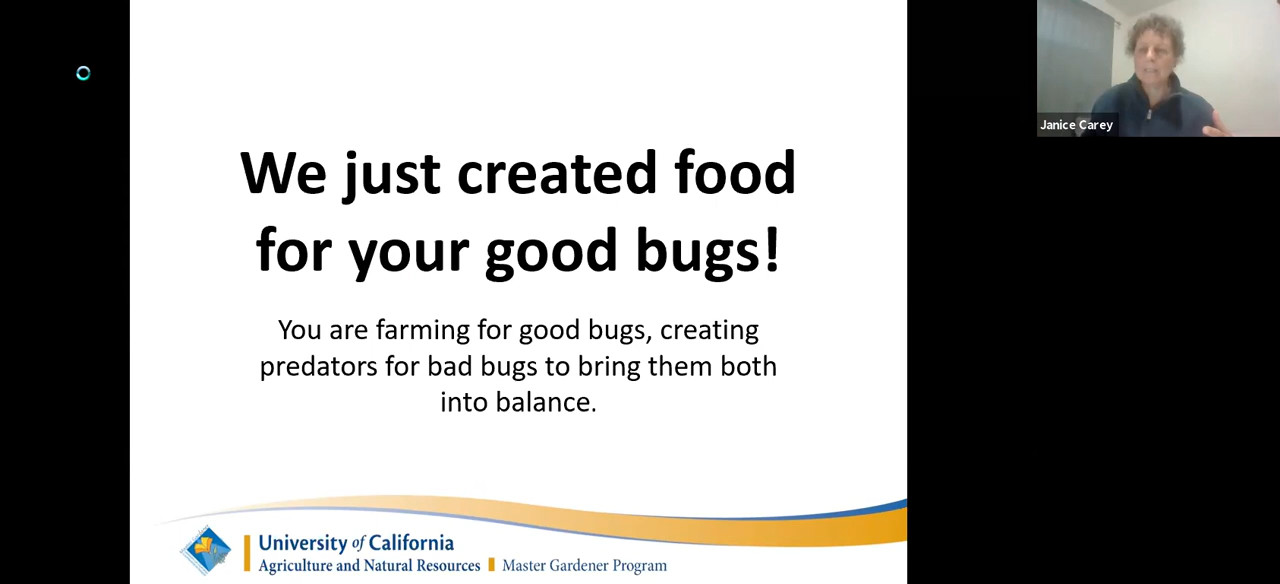 We just created food
for your good bugs!
You are farming for good bugs, creating
predators for bad bugs to bring them both
into balance.
University of California
Agriculture and Natural Resources Master Gardener Program
Janice Carey